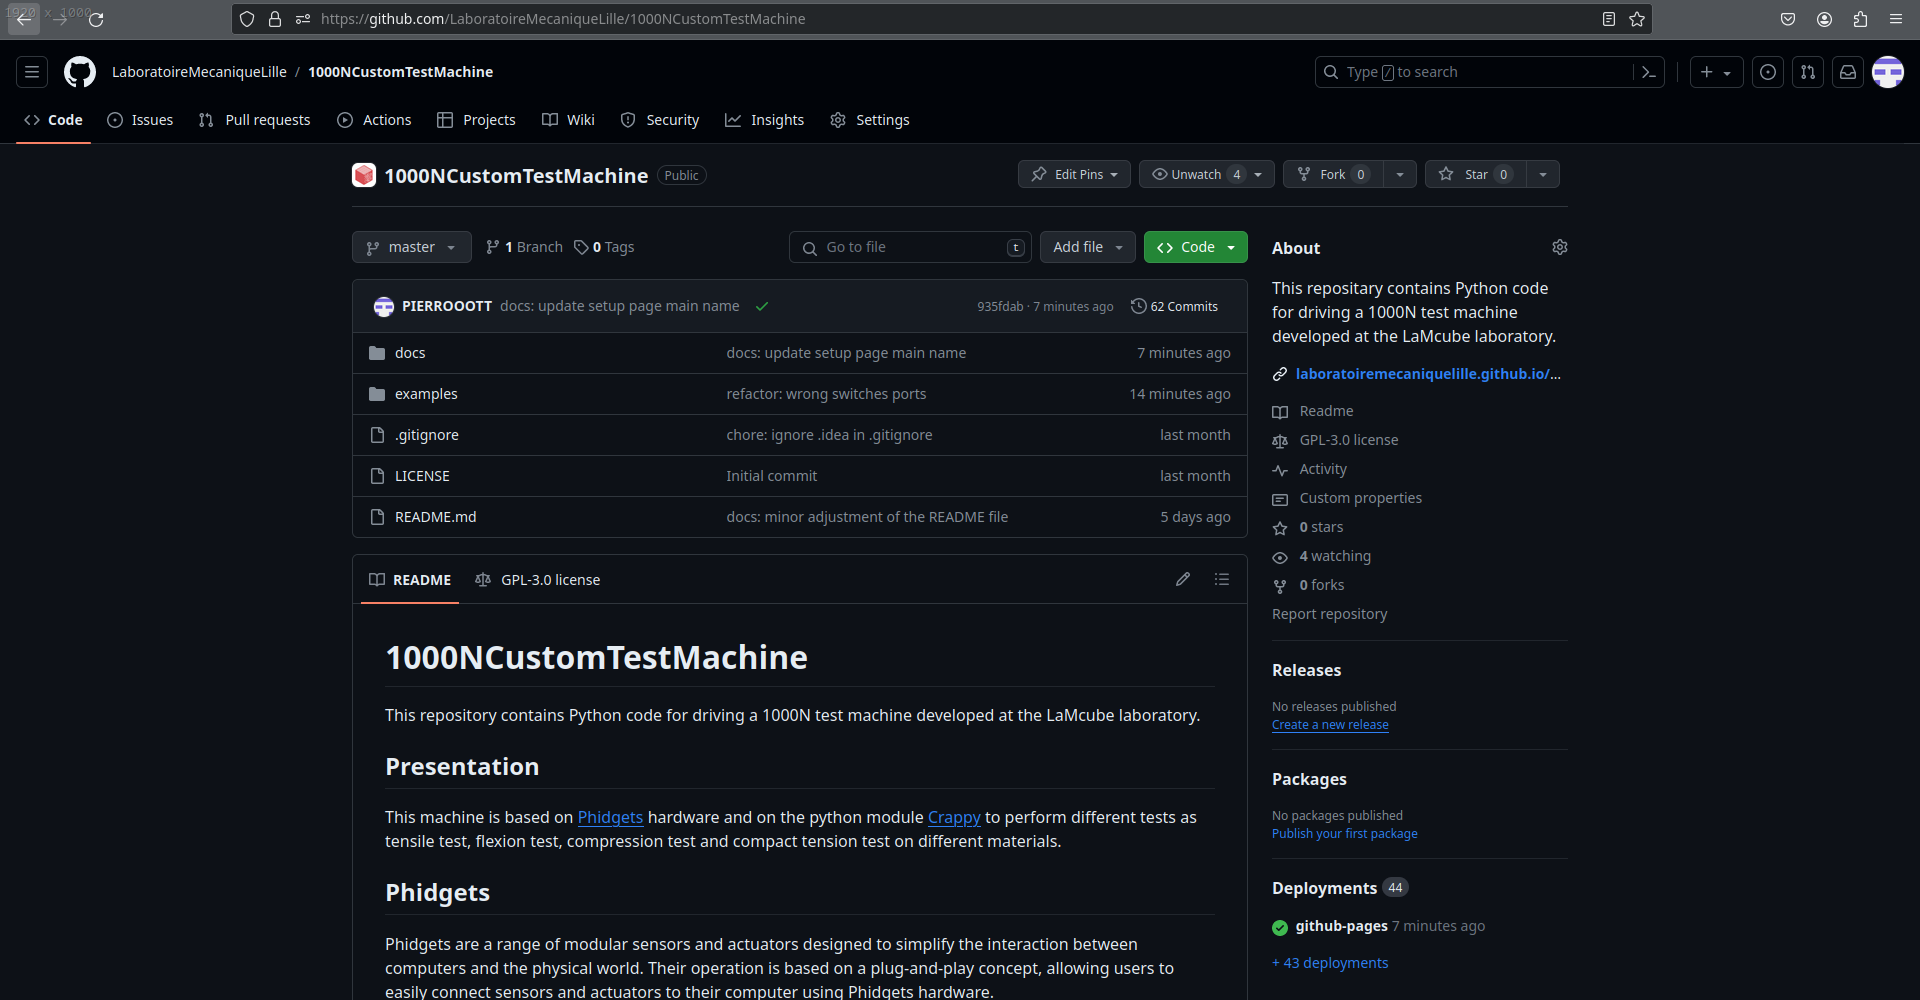 1920 x 1000
https://github.com/LaboratoireMecaniqueLille/1000NCustomTestMachine
LaboratoireMecaniqueLille / 1000NCustomTestMachine
Type / to search
Code Issues Pull requests Actions Projects Wiki Security Insights Settings
1000NCustomTestMachine Public
Edit Pins Unwatch 4 Fork 0 Star 0
master 1 Branch 0 Tags Go to file t Add file Code
PIERROOOTT docs: update setup page main name 935fdab · 7 minutes ago 62 Commits
docs docs: update setup page main name 7 minutes ago
examples refactor: wrong switches ports 14 minutes ago
.gitignore chore: ignore .idea in .gitignore last month
LICENSE Initial commit last month
README.md docs: minor adjustment of the README file 5 days ago
README GPL-3.0 license
1000NCustomTestMachine
This repository contains Python code for driving a 1000N test machine developed at the LaMcube laboratory.
Presentation
This machine is based on Phidgets hardware and on the python module Crappy to perform different tests as
tensile test, flexion test, compression test and compact tension test on different materials.
Phidgets
Phidgets are a range of modular sensors and actuators designed to simplify the interaction between
computers and the physical world. Their operation is based on a plug-and-play concept, allowing users to
easily connect sensors and actuators to their computer using Phidgets hardware.
About
This repositary contains Python code
for driving a 1000N test machine
developed at the LaMcube laboratory.
laboratoiremecaniquelille.github.io/...
Readme
GPL-3.0 license
Activity
Custom properties
0 stars
4 watching
0 forks
Report repository
Releases
No releases published
Create a new release
Packages
No packages published
Publish your first package
Deployments 44
github-pages 7 minutes ago
+ 43 deployments